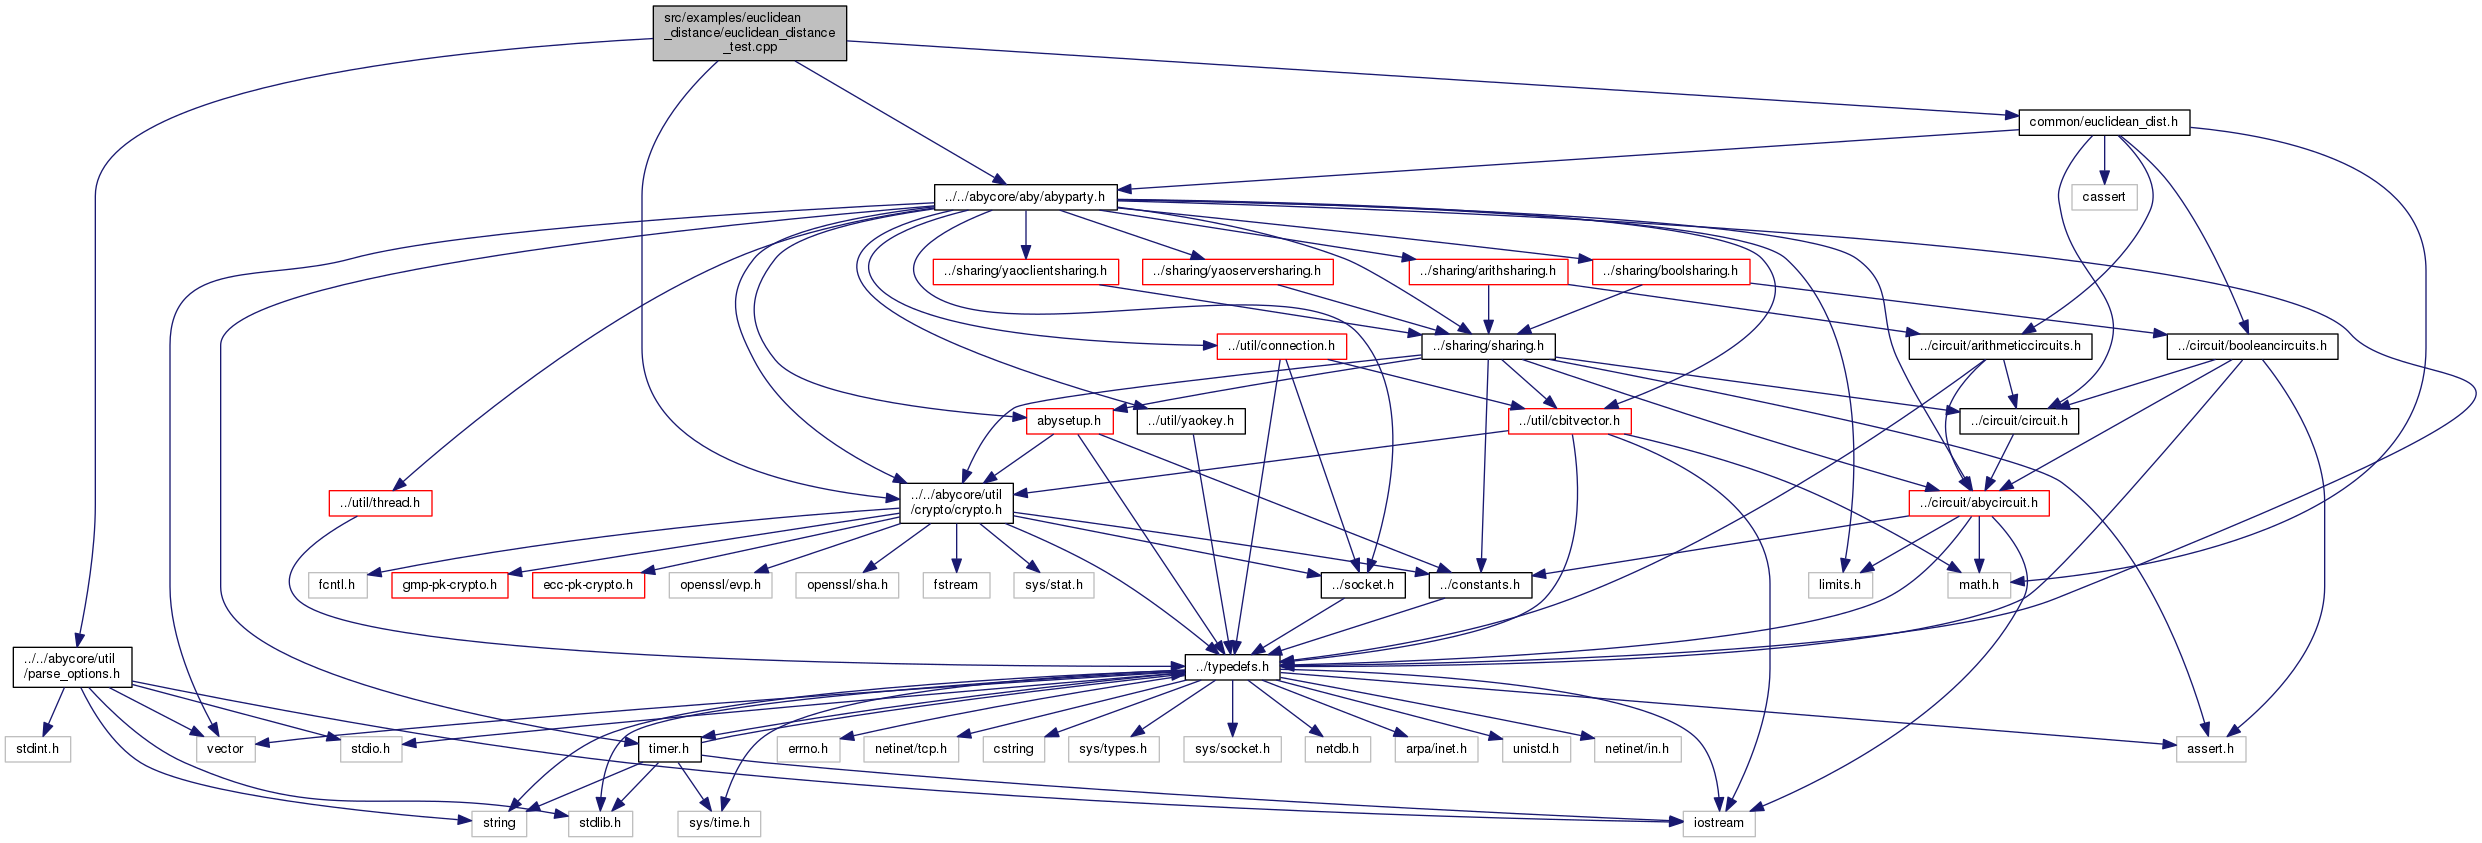 src/examples/euclidean
_distance/euclidean_distance
_test.cpp
common/euclidean_dist.h
../../abycore/aby/abyparty.h
cassert
../sharing/yaoclientsharing.h
../sharing/yaoserversharing.h
../sharing/arithsharing.h
../sharing/boolsharing.h
../util/connection.h
../sharing/sharing.h
../circuit/arithmeticcircuits.h
../circuit/booleancircuits.h
abysetup.h
../util/yaokey.h
../util/cbitvector.h
../circuit/circuit.h
../util/thread.h
../../abycore/util
/crypto/crypto.h
../circuit/abycircuit.h
fcntl.h
gmp-pk-crypto.h
ecc-pk-crypto.h
openssl/evp.h
openssl/sha.h
fstream
sys/stat.h
../socket.h
../constants.h
limits.h
math.h
../../abycore/util
/parse_options.h
../typedefs.h
stdint.h
vector
stdio.h
timer.h
errno.h
netinet/tcp.h
cstring
sys/types.h
sys/socket.h
netdb.h
arpa/inet.h
unistd.h
netinet/in.h
assert.h
string
stdlib.h
sys/time.h
iostream